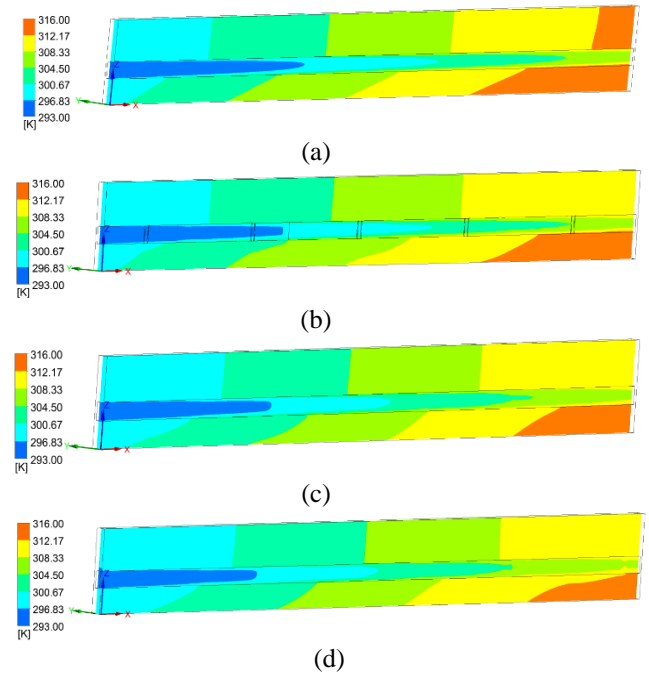 316.00
312.17
308.33
304.50
300.67
296.83
293.00
[K]
Z
Y
X
(a)
316.00
312.17
308.33
304.50
300.67
296.83
293.00
[K]
Z
Y
X
(b)
316.00
312.17
308.33
304.50
300.67
296.83
293.00
[K]
Z
Y
X
(c)
316.00
312.17
308.33
304.50
300.67
296.83
293.00
[K]
Z
Y
X
(d)